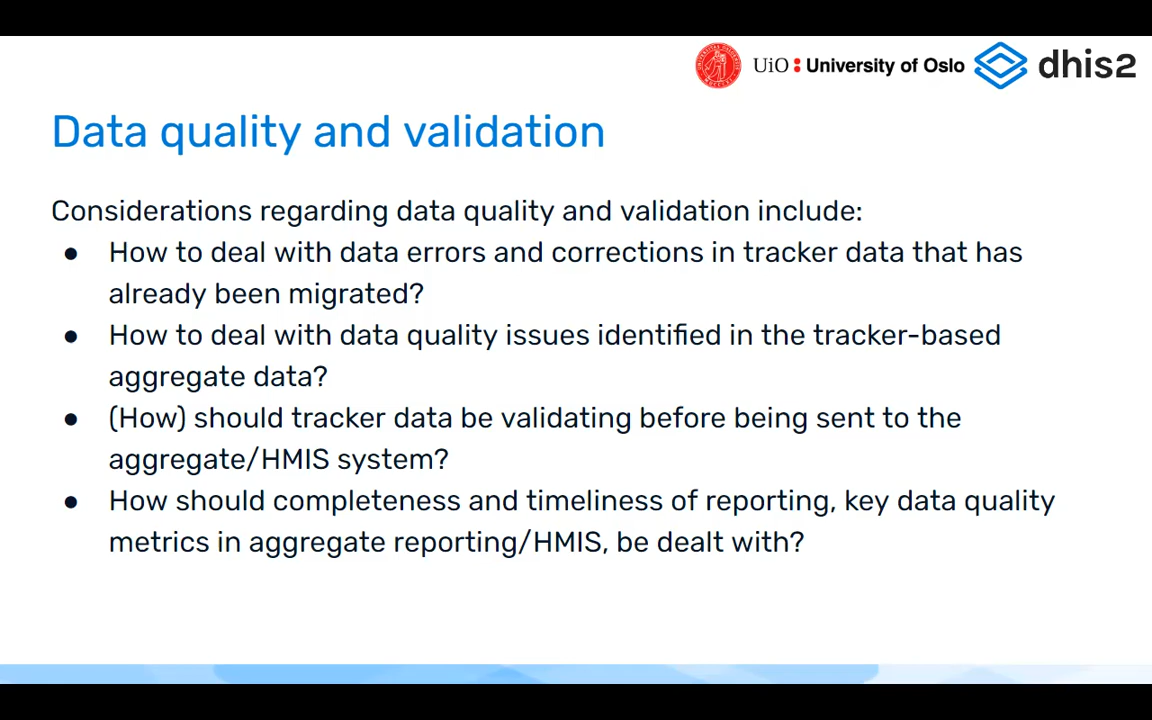 UiO : University of Oslo dhis2
Data quality and validation
Considerations regarding data quality and validation include:
● How to deal with data errors and corrections in tracker data that has
already been migrated?
● How to deal with data quality issues identified in the tracker-based
aggregate data?
● (How) should tracker data be validating before being sent to the
aggregate/HMIS system?
● How should completeness and timeliness of reporting, key data quality
metrics in aggregate reporting/HMIS, be dealt with?